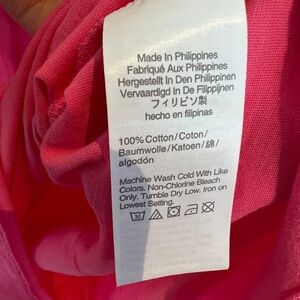 Made In Philippines
Fabriqué Aux Philippines
Hergestellt In Den Philippinen
Vervaardigd In De Filippijnen
フィリピン製
hecho en filipinas
100% Cotton/Coton/
Baumwolle/Katoen/綿/
algodón
Machine Wash Cold With Like
Colors. Non-Chlorine Bleach
Only. Tumble Dry Low. Iron on
Lowest Setting.